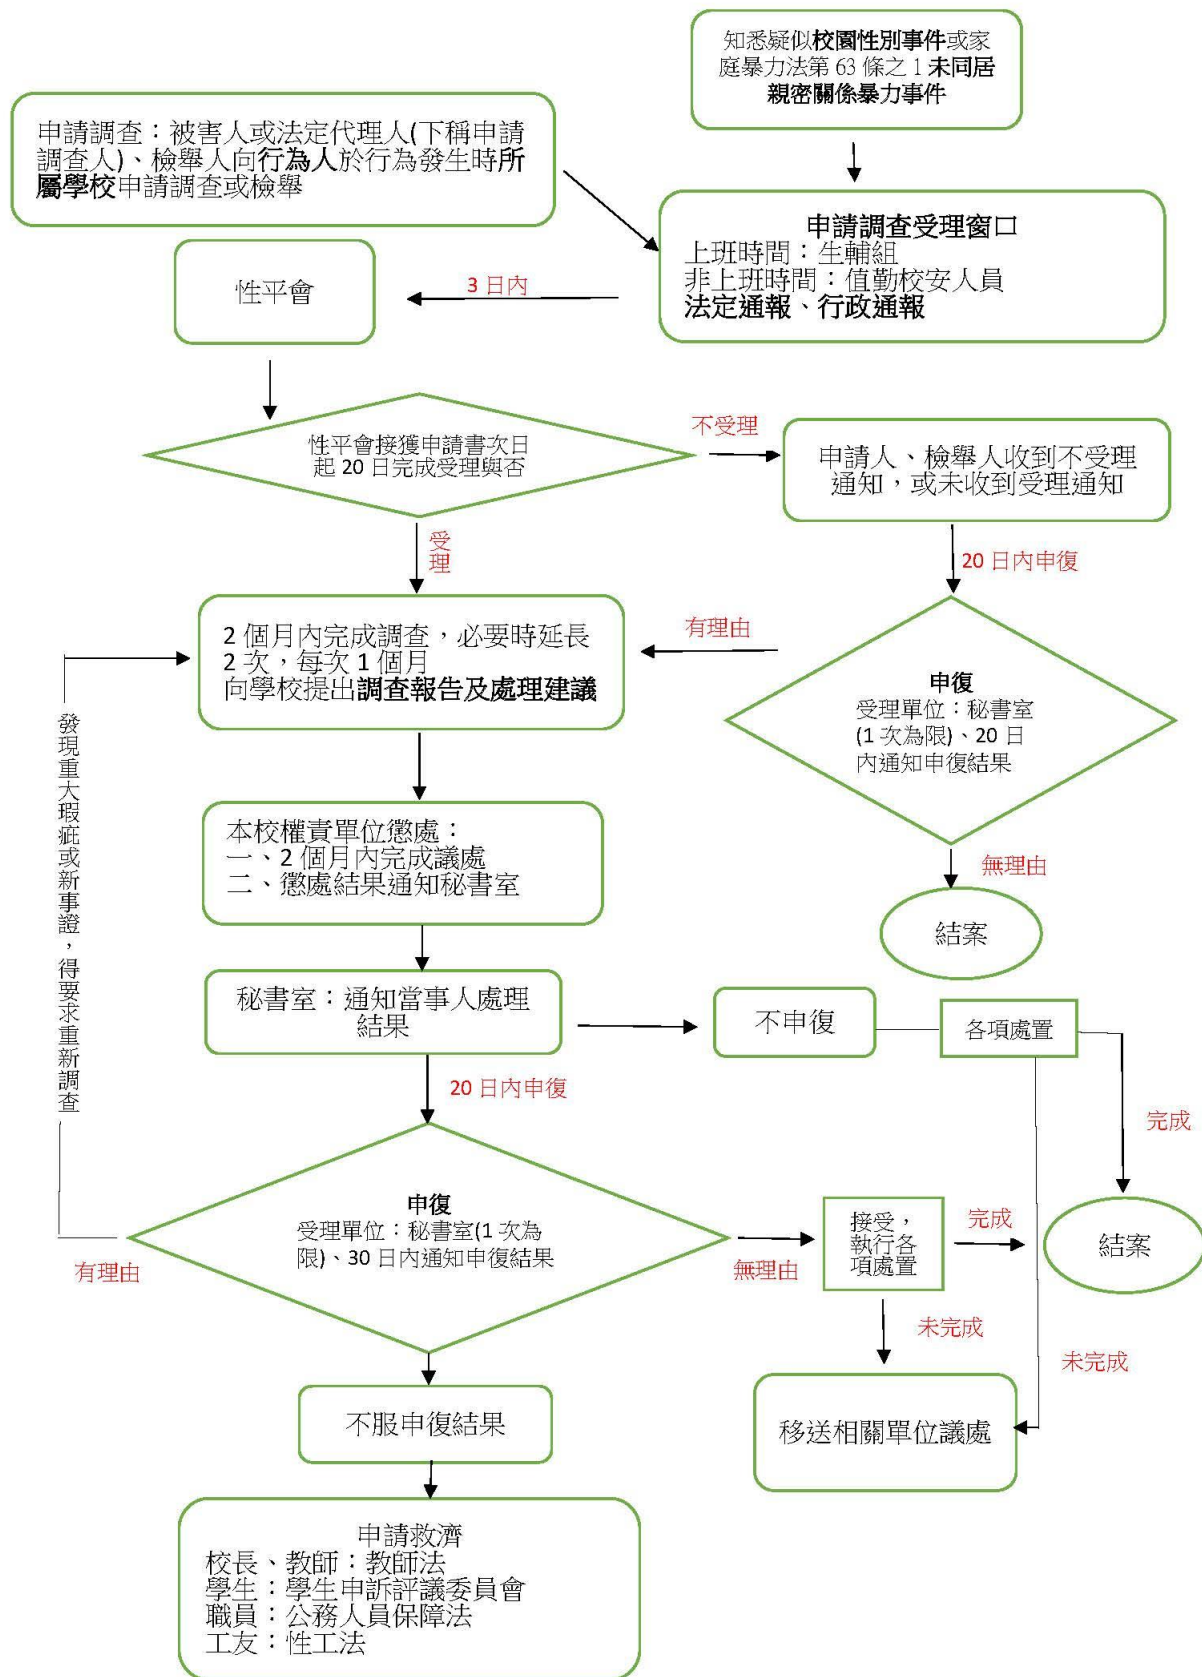 知悉疑似校園性別事件或家
庭暴力法第 63 條之 1 未同居
親密關係暴力事件
申請調查：被害人或法定代理人(下稱申請
調查人)、檢舉人向行為人於行為發生時所
屬學校申請調查或檢舉
申請調查受理窗口
上班時間：生輔組
非上班時間：值勤校安人員
法定通報、行政通報
3 日內
性平會
性平會接獲申請書次日
起 20 日完成受理與否
不受理
申請人、檢舉人收到不受理
通知，或未收到受理通知
受
理
20 日內申復
2 個月內完成調查，必要時延長
2 次，每次 1 個月
向學校提出調查報告及處理建議
有理由
申復
受理單位：秘書室
(1 次為限)、20 日
內通知申復結果
無理由
結案
發現重大瑕疵或新事證，得要求重新調查
本校權責單位懲處：
一、2 個月內完成議處
二、懲處結果通知秘書室
秘書室：通知當事人處理
結果
不申復
各項處置
20 日內申復
完成
申復
受理單位：秘書室(1 次為
限)、30 日內通知申復結果
有理由
無理由
接受，
執行各
項處置
完成
結案
未完成
未完成
不服申復結果
移送相關單位議處
申請救濟
校長、教師：教師法
學生：學生申訴評議委員會
職員：公務人員保障法
工友：性工法